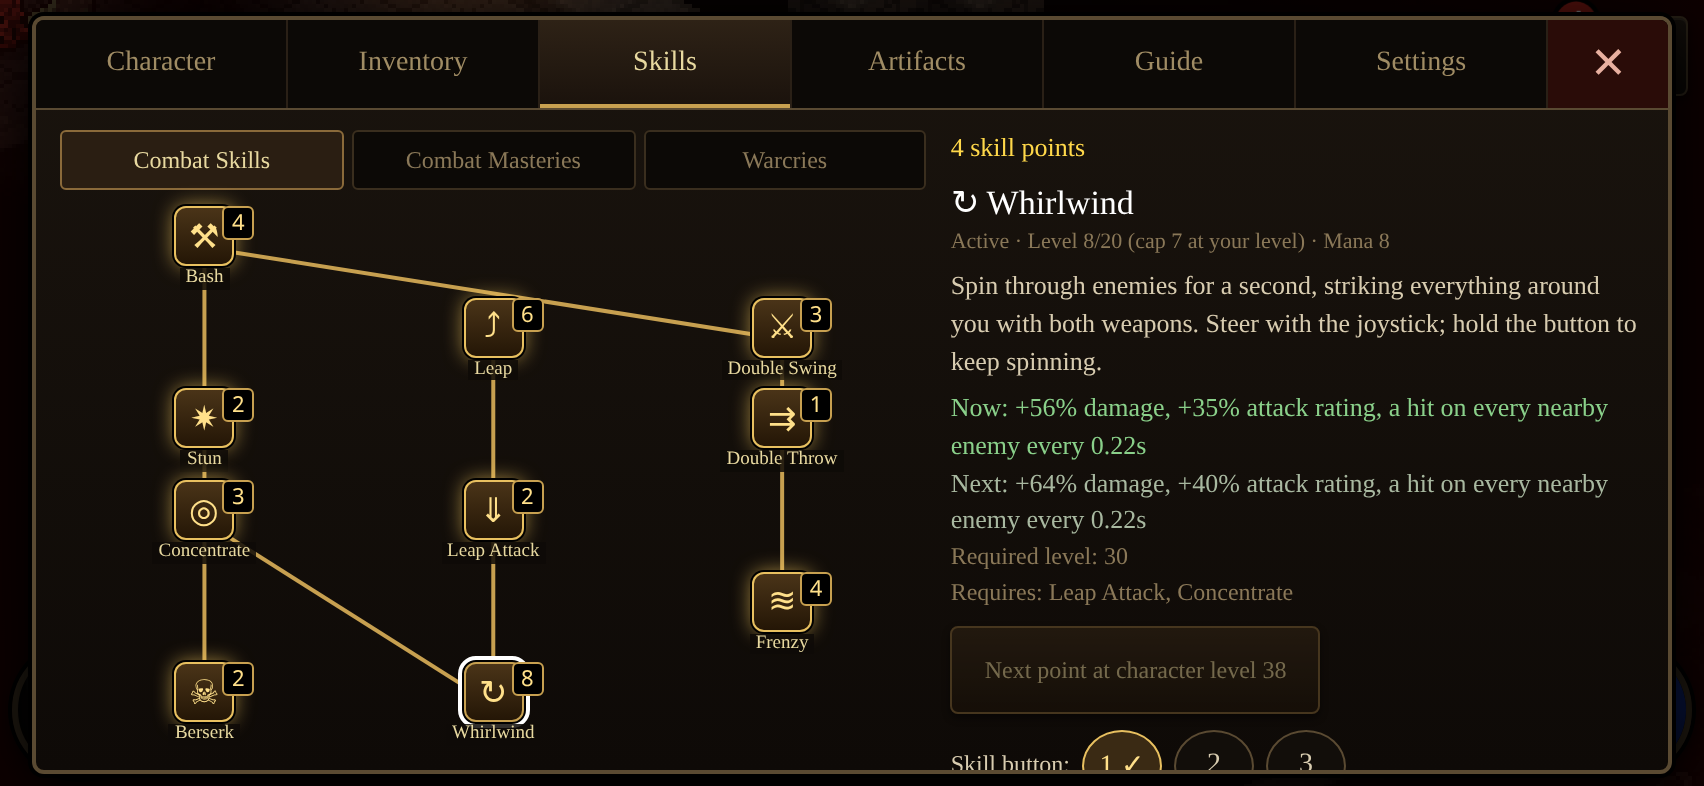 Character
Inventory
Skills
Artifacts
Guide
Settings
✕
Combat Skills
Combat Masteries
Warcries
4
Bash
6
Leap
3
Double Swing
2
Stun
1
Double Throw
3
Concentrate
2
Leap Attack
4
Frenzy
2
Berserk
8
Whirlwind
4 skill points
↻ Whirlwind
Active · Level 8/20 (cap 7 at your level) · Mana 8
Spin through enemies for a second, striking everything around
you with both weapons. Steer with the joystick; hold the button to
keep spinning.
Now: +56% damage, +35% attack rating, a hit on every nearby
enemy every 0.22s
Next: +64% damage, +40% attack rating, a hit on every nearby
enemy every 0.22s
Required level: 30
Requires: Leap Attack, Concentrate
Next point at character level 38
Skill button: 1 ✓ 2 3